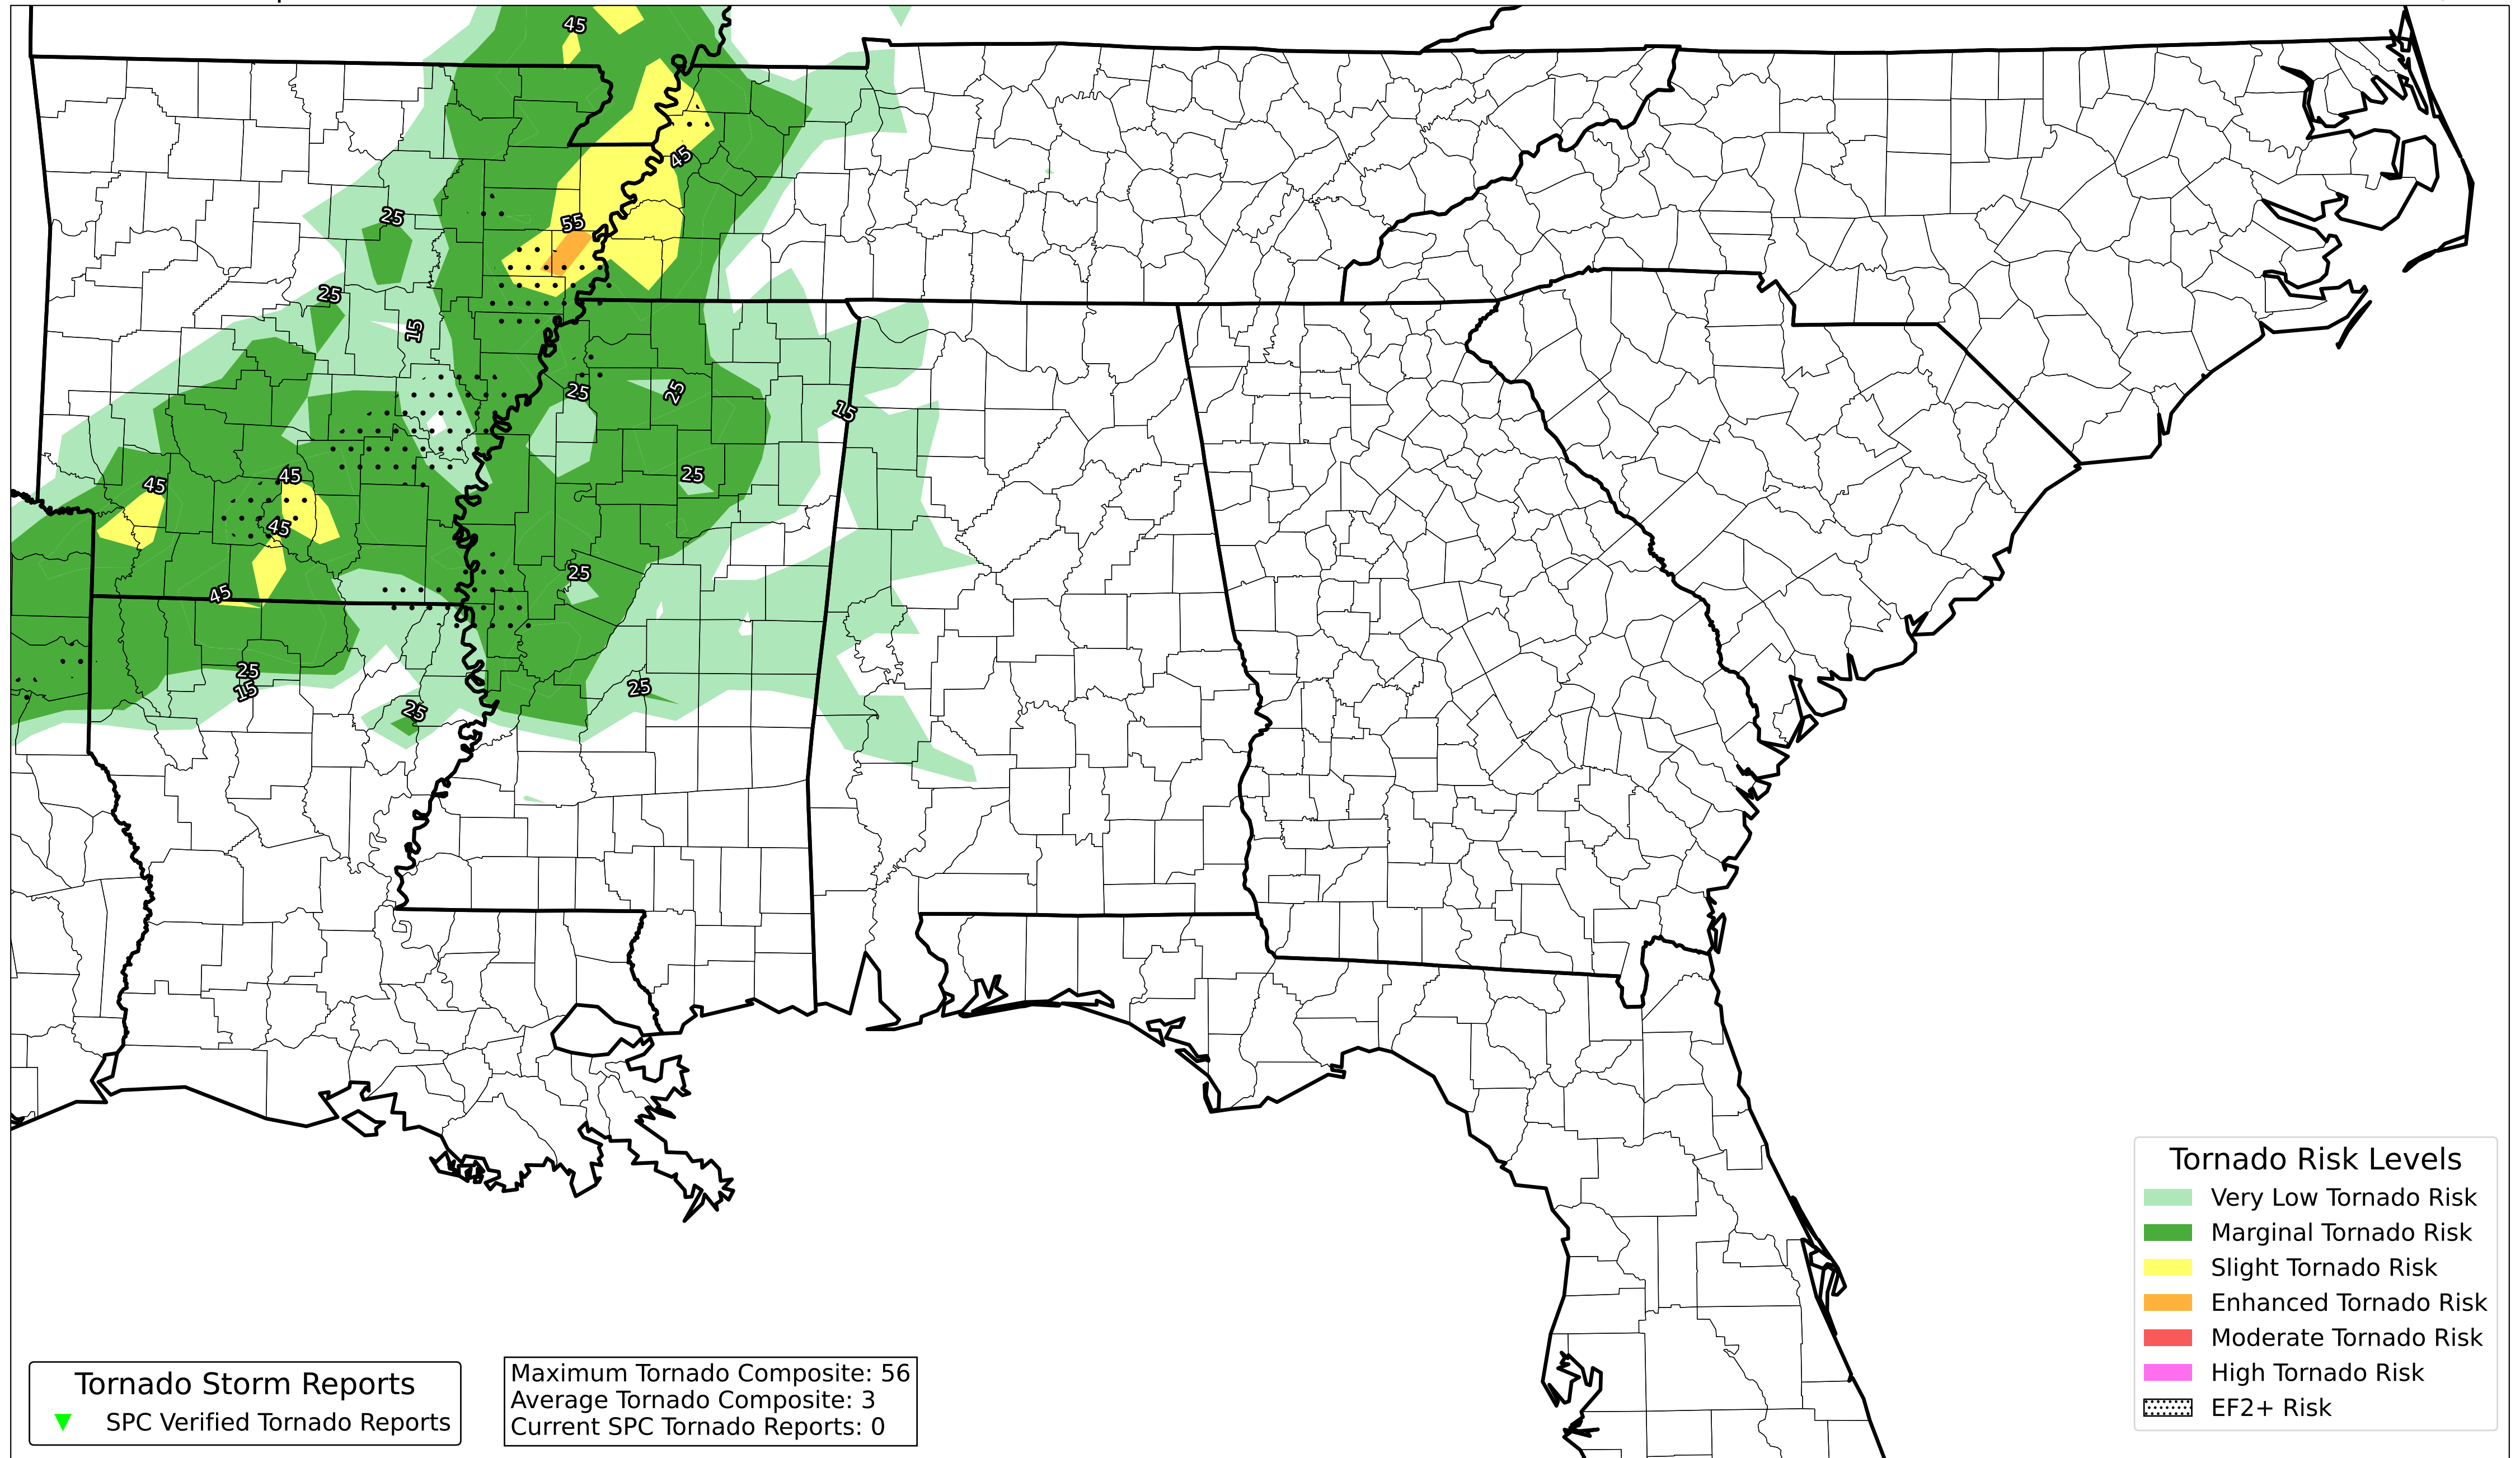 45
45
25
55
25
15
25
25
15
45
45
25
45
25
45
25
15
25
25
Tornado Risk Levels
Very Low Tornado Risk
Marginal Tornado Risk
Slight Tornado Risk
Enhanced Tornado Risk
Moderate Tornado Risk
High Tornado Risk
EF2+ Risk
Tornado Storm Reports
SPC Verified Tornado Reports
Maximum Tornado Composite: 56
Average Tornado Composite: 3
Current SPC Tornado Reports: 0